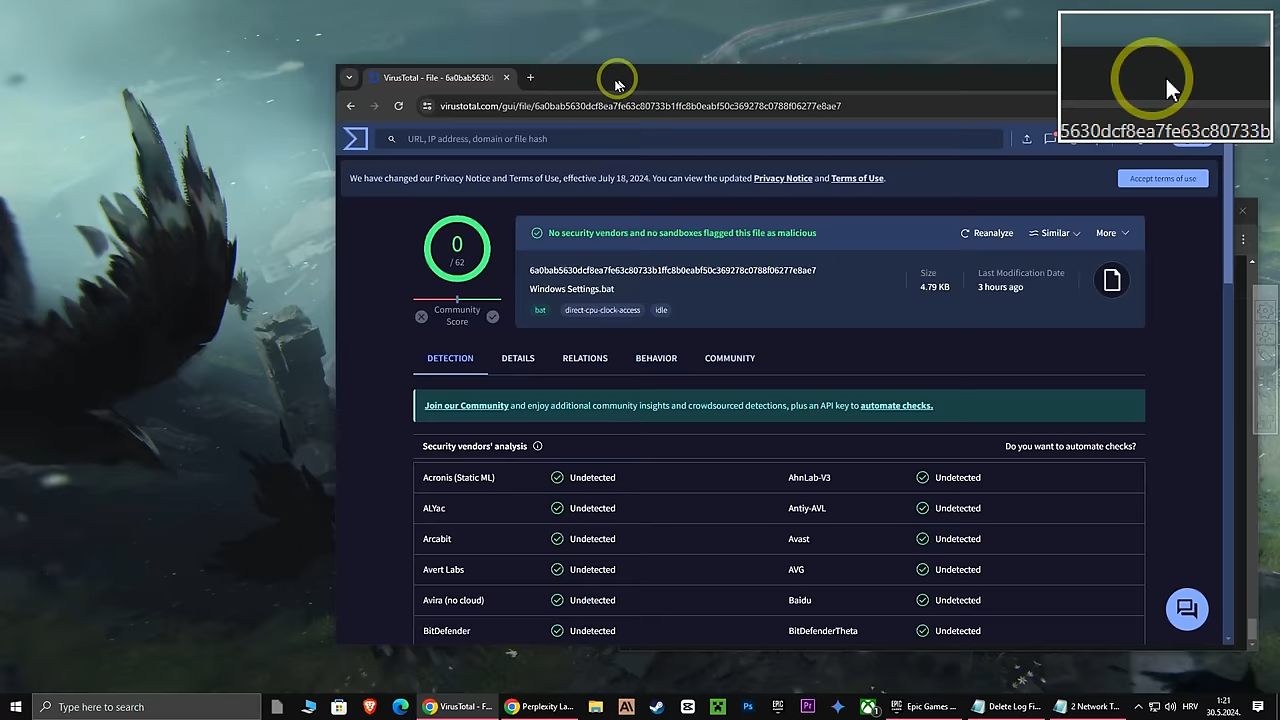 VirusTotal - File - 6a0bab5630d
virustotal.com/gui/file/6a0bab5630dcf8ea7fe63c80733b1ffc8b0eabf50c369278c0788f06277e8ae7
5630dcf8ea7fe63c80733b
URL, IP address, domain or file hash
We have changed our Privacy Notice and Terms of Use, effective July 18, 2024. You can view the updated Privacy Notice and Terms of Use.
Accept terms of use
0
/ 62
Community
Score
No security vendors and no sandboxes flagged this file as malicious
Reanalyze
Similar
More
6a0bab5630dcf8ea7fe63c80733b1ffc8b0eabf50c369278c0788f06277e8ae7
Windows Settings.bat
Size
4.79 KB
Last Modification Date
3 hours ago
bat
direct-cpu-clock-access
idle
DETECTION
DETAILS
RELATIONS
BEHAVIOR
COMMUNITY
Join our Community and enjoy additional community insights and crowdsourced detections, plus an API key to automate checks.
Security vendors' analysis
Do you want to automate checks?
Acronis (Static ML) Undetected AhnLab-V3 Undetected
ALYac Undetected Antiy-AVL Undetected
Arcabit Undetected Avast Undetected
Avert Labs Undetected AVG Undetected
Avira (no cloud) Undetected Baidu Undetected
BitDefender Undetected BitDefenderTheta Undetected
Type here to search
VirusTotal - F...
Perplexity La...
Epic Games ...
Delete Log Fi...
2 Network T...
HRV
1:21
30.5.2024.